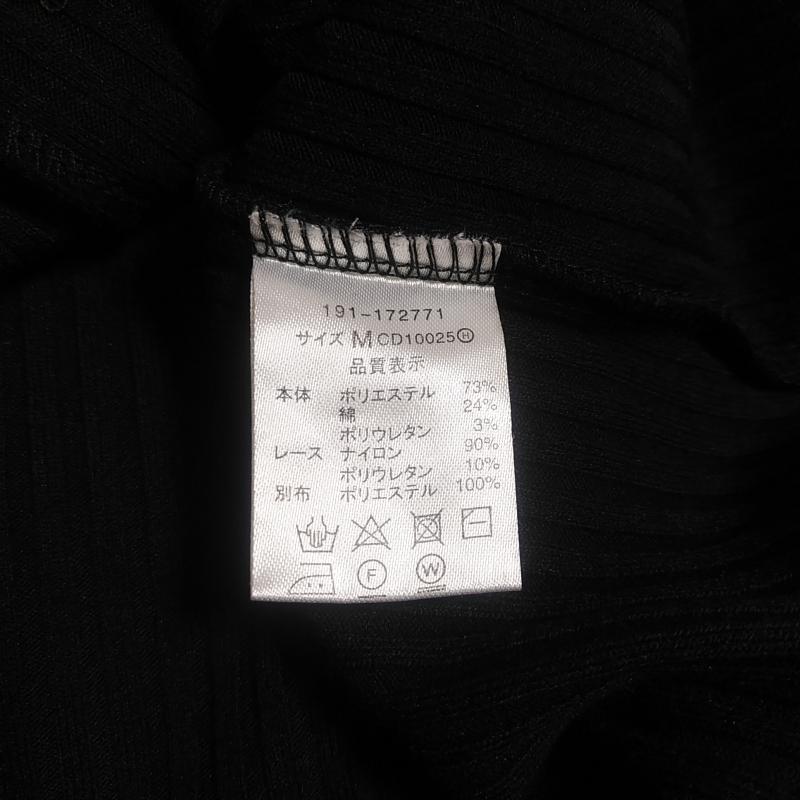 191-172771
サイズ M CD10025Ⓗ
品質表示
本体 ポリエステル 73%
綿 24%
ポリウレタン 3%
レース ナイロン 90%
ポリウレタン 10%
別布 ポリエステル 100%
F W